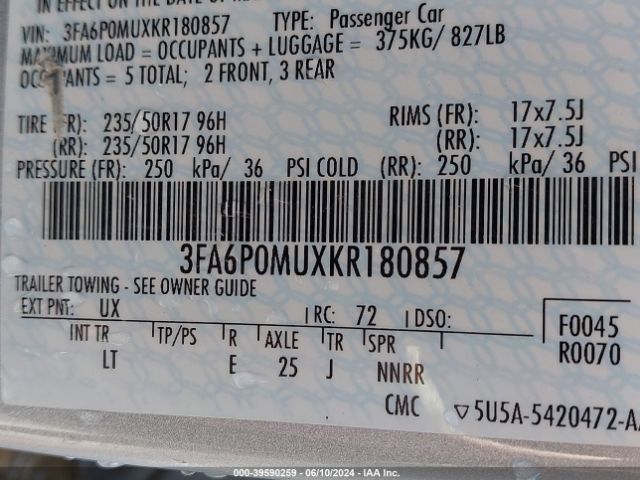 IN EFFECT ON THE DATE OF
VIN: 3FA6P0MUXKR180857 TYPE: Passenger Car
MAXIMUM LOAD = OCCUPANTS + LUGGAGE = 375KG/ 827LB
OCCUPANTS = 5 TOTAL; 2 FRONT, 3 REAR
TIRE (FR): 235/50R17 96H RIMS (FR): 17x7.5J
(RR): 235/50R17 96H (RR): 17x7.5J
PRESSURE (FR): 250 kPa/ 36 PSI COLD (RR): 250 kPa/ 36 PSI
3FA6P0MUXKR180857
TRAILER TOWING - SEE OWNER GUIDE
EXT PNT: UX RC: 72 DSO: F0045
INT TR TP/PS R AXLE TR SPR R0070
LT E 25 J NNRR
CMC ▽5U5A-5420472-A
000-39590259 - 06/10/2024 - IAA Inc.